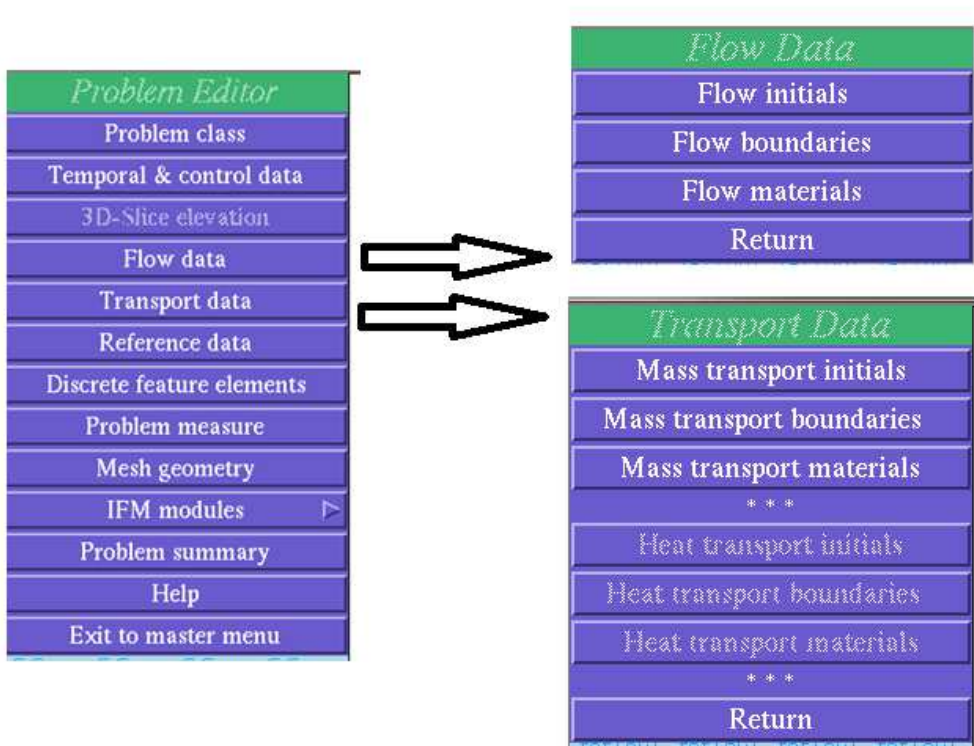 Problem Editor
Problem class
Temporal & control data
3D-Slice elevation
Flow data
Transport data
Reference data
Discrete feature elements
Problem measure
Mesh geometry
IFM modules
Problem summary
Help
Exit to master menu
Flow Data
Flow initials
Flow boundaries
Flow materials
Return
Transport Data
Mass transport initials
Mass transport boundaries
Mass transport materials
* * *
Heat transport initials
Heat transport boundaries
Heat transport materials
* * *
Return